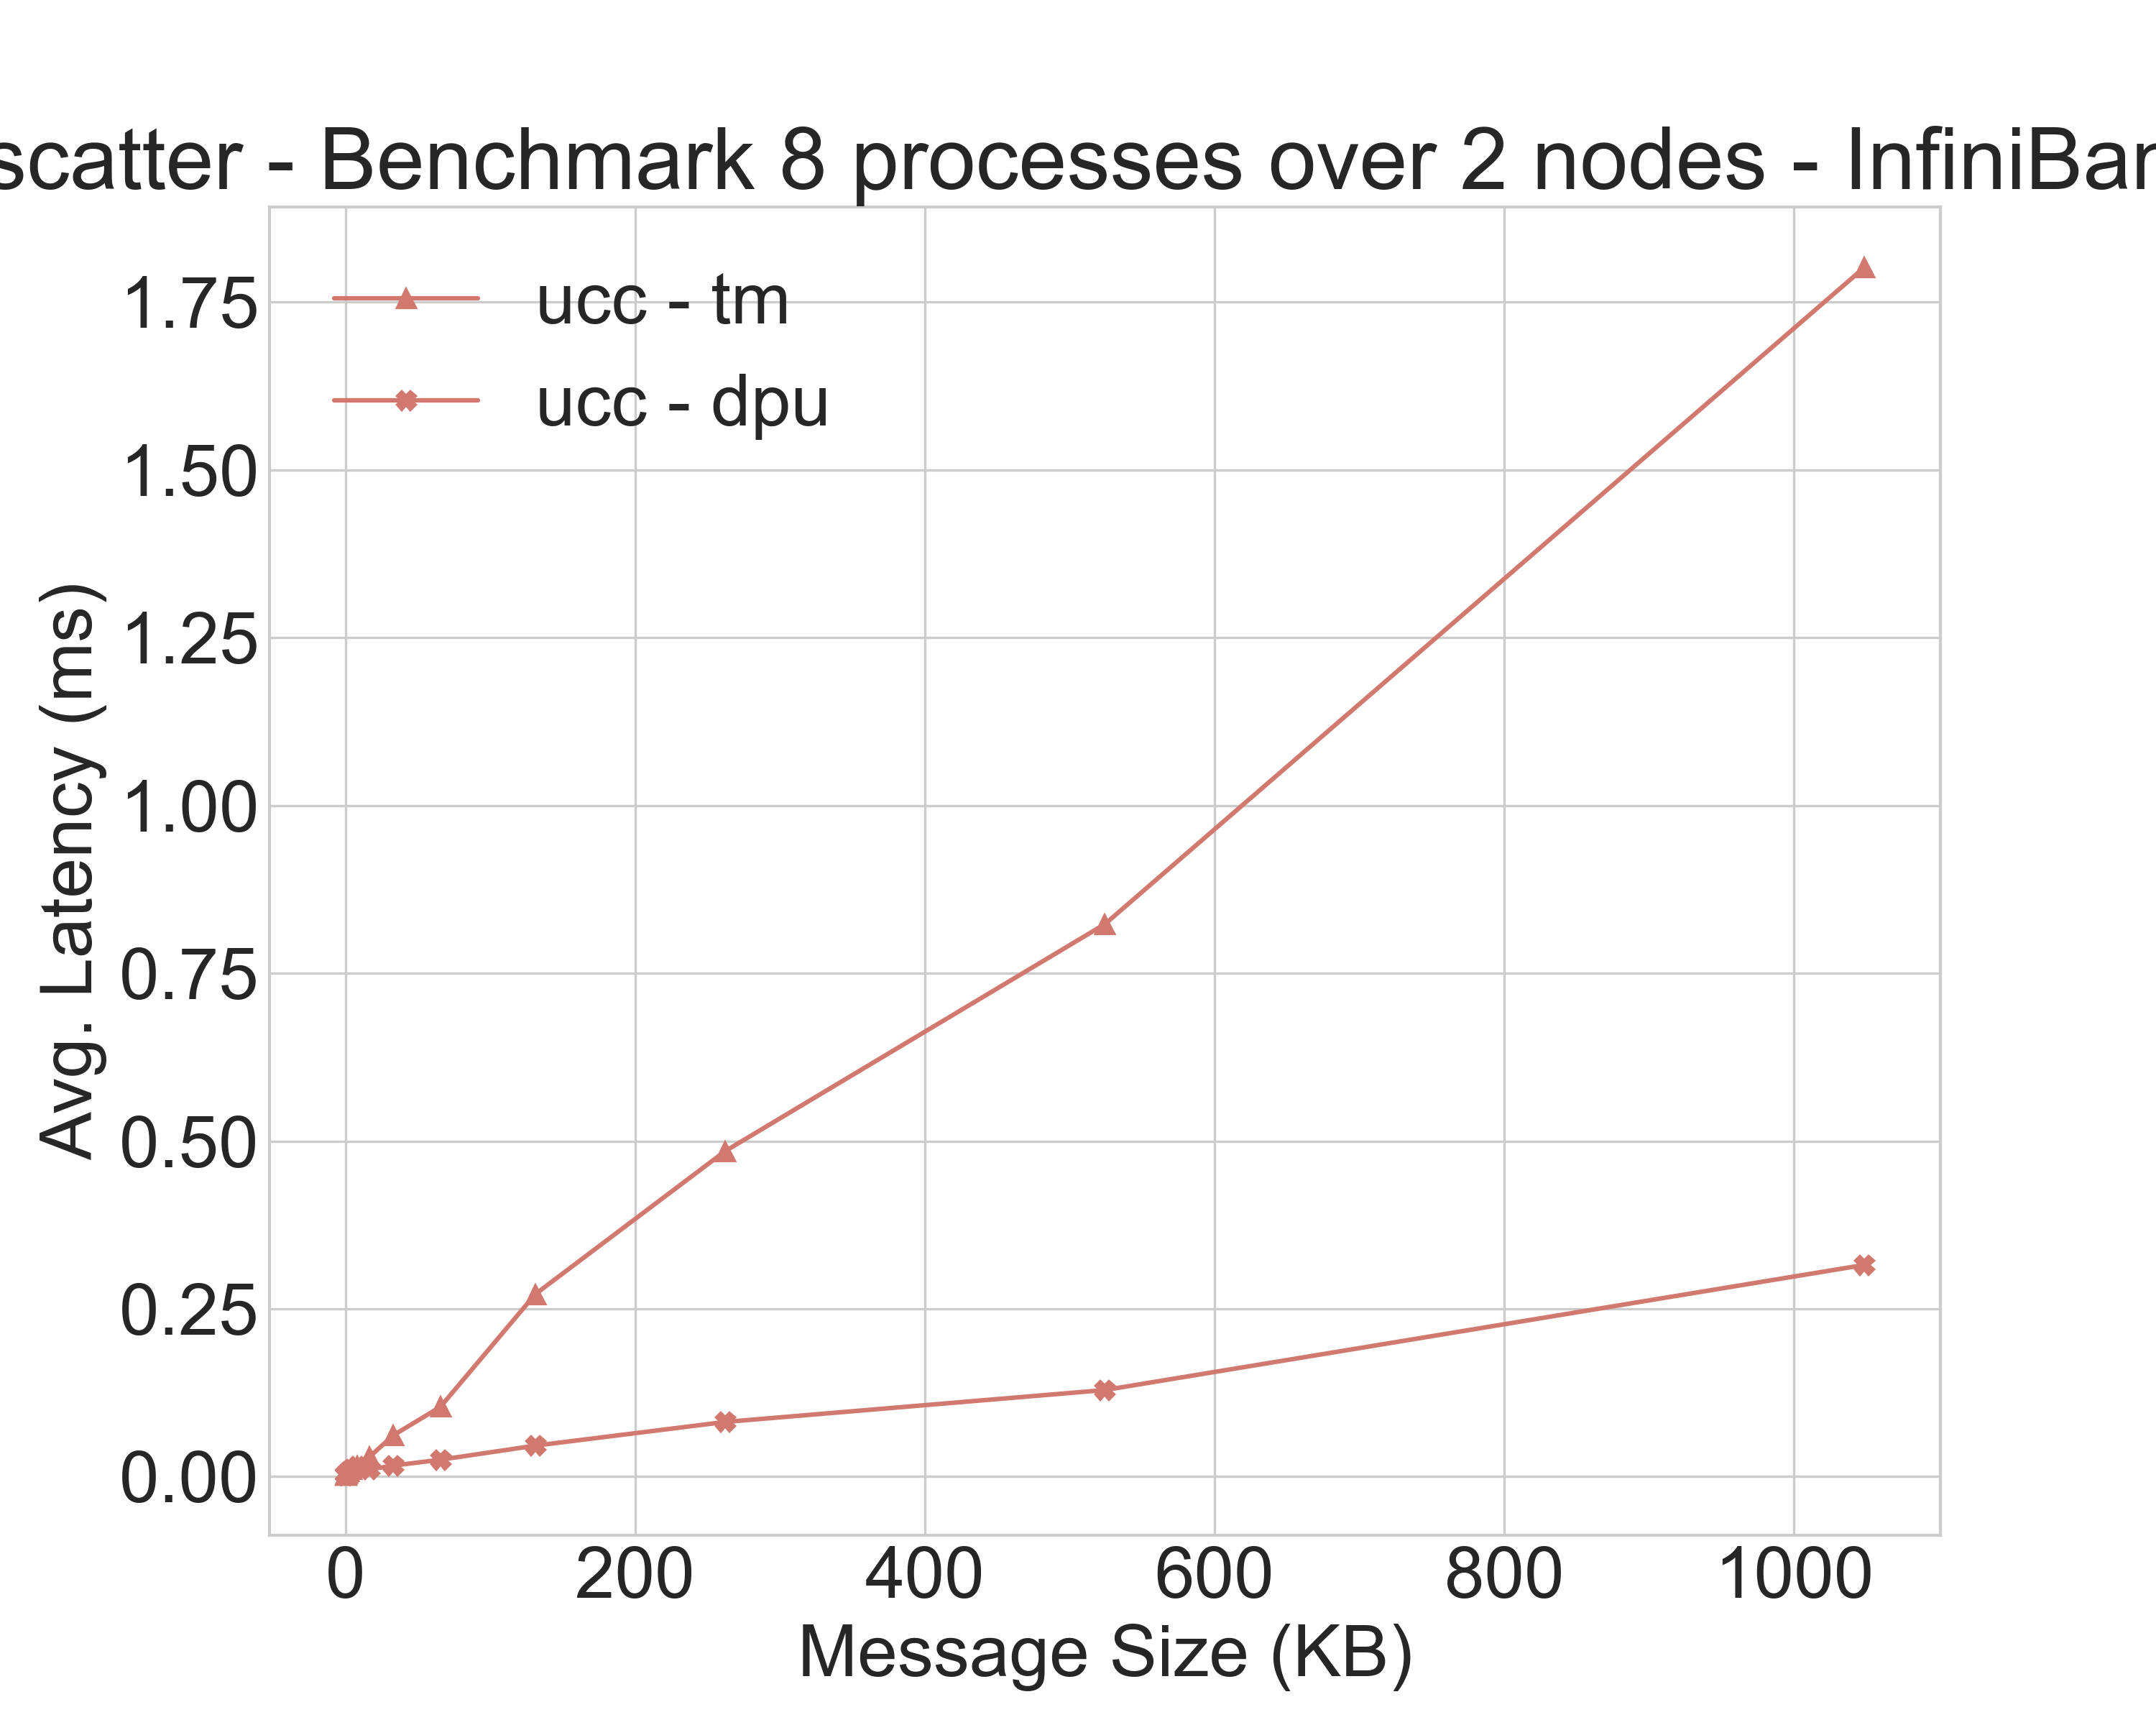 scatter - Benchmark 8 processes over 2 nodes -
ucc - tm
ucc - dpu
1.75
1.50
1.25
1.00
0.75
0.50
0.25
0.00
Avg. Latency (ms)
0 200 400 600 800 1000
Message Size (KB)